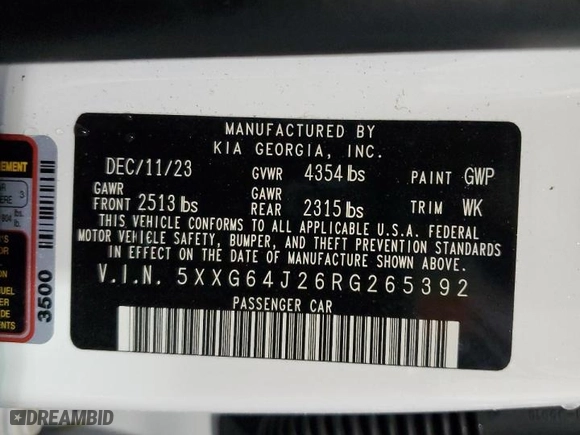 MANUFACTURED BY
KIA GEORGIA, INC.
DEC/11/23 GVWR 4354 lbs PAINT GWP
GAWR GAWR
FRONT 2513 lbs REAR 2315 lbs TRIM WK
THIS VEHICLE CONFORMS TO ALL APPLICABLE U.S.A. FEDERAL
MOTOR VEHICLE SAFETY, BUMPER, AND THEFT PREVENTION STANDARDS
IN EFFECT ON THE DATE OF MANUFACTURE SHOWN ABOVE.
V.I.N. 5XXG64J26RG265392
PASSENGER CAR
3500
DREAMBID